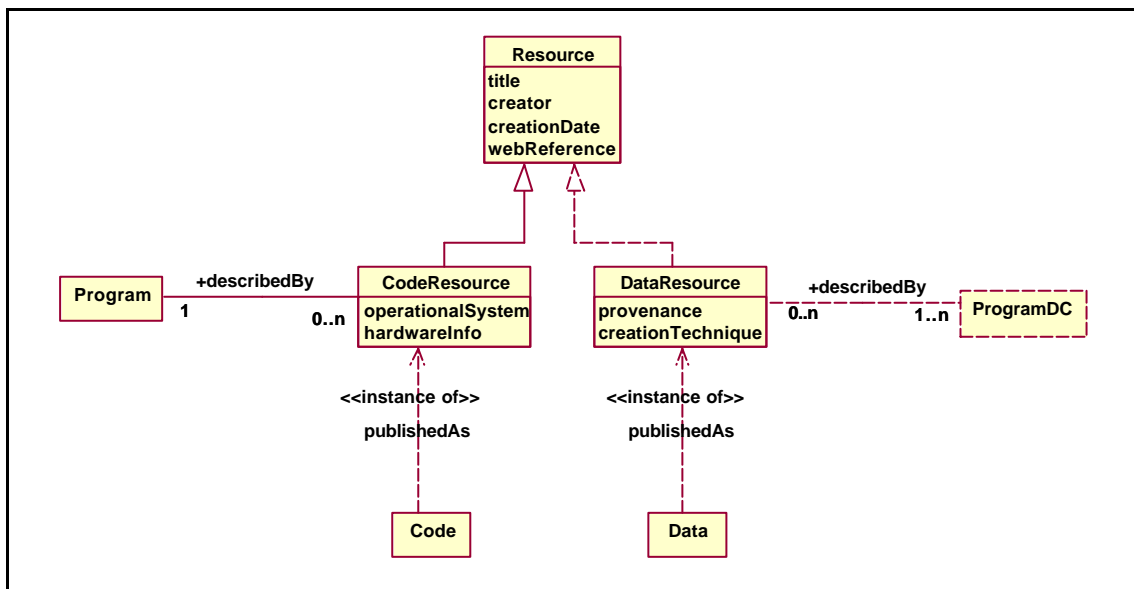 Resource
title
creator
creationDate
webReference
+describedBy
Program
1
0..n
CodeResource
operationalSystem
hardwareInfo
DataResource
provenance
creationTechnique
+describedBy
0..n
1..n
ProgramDC
<<instance of>>
publishedAs
<<instance of>>
publishedAs
Code
Data